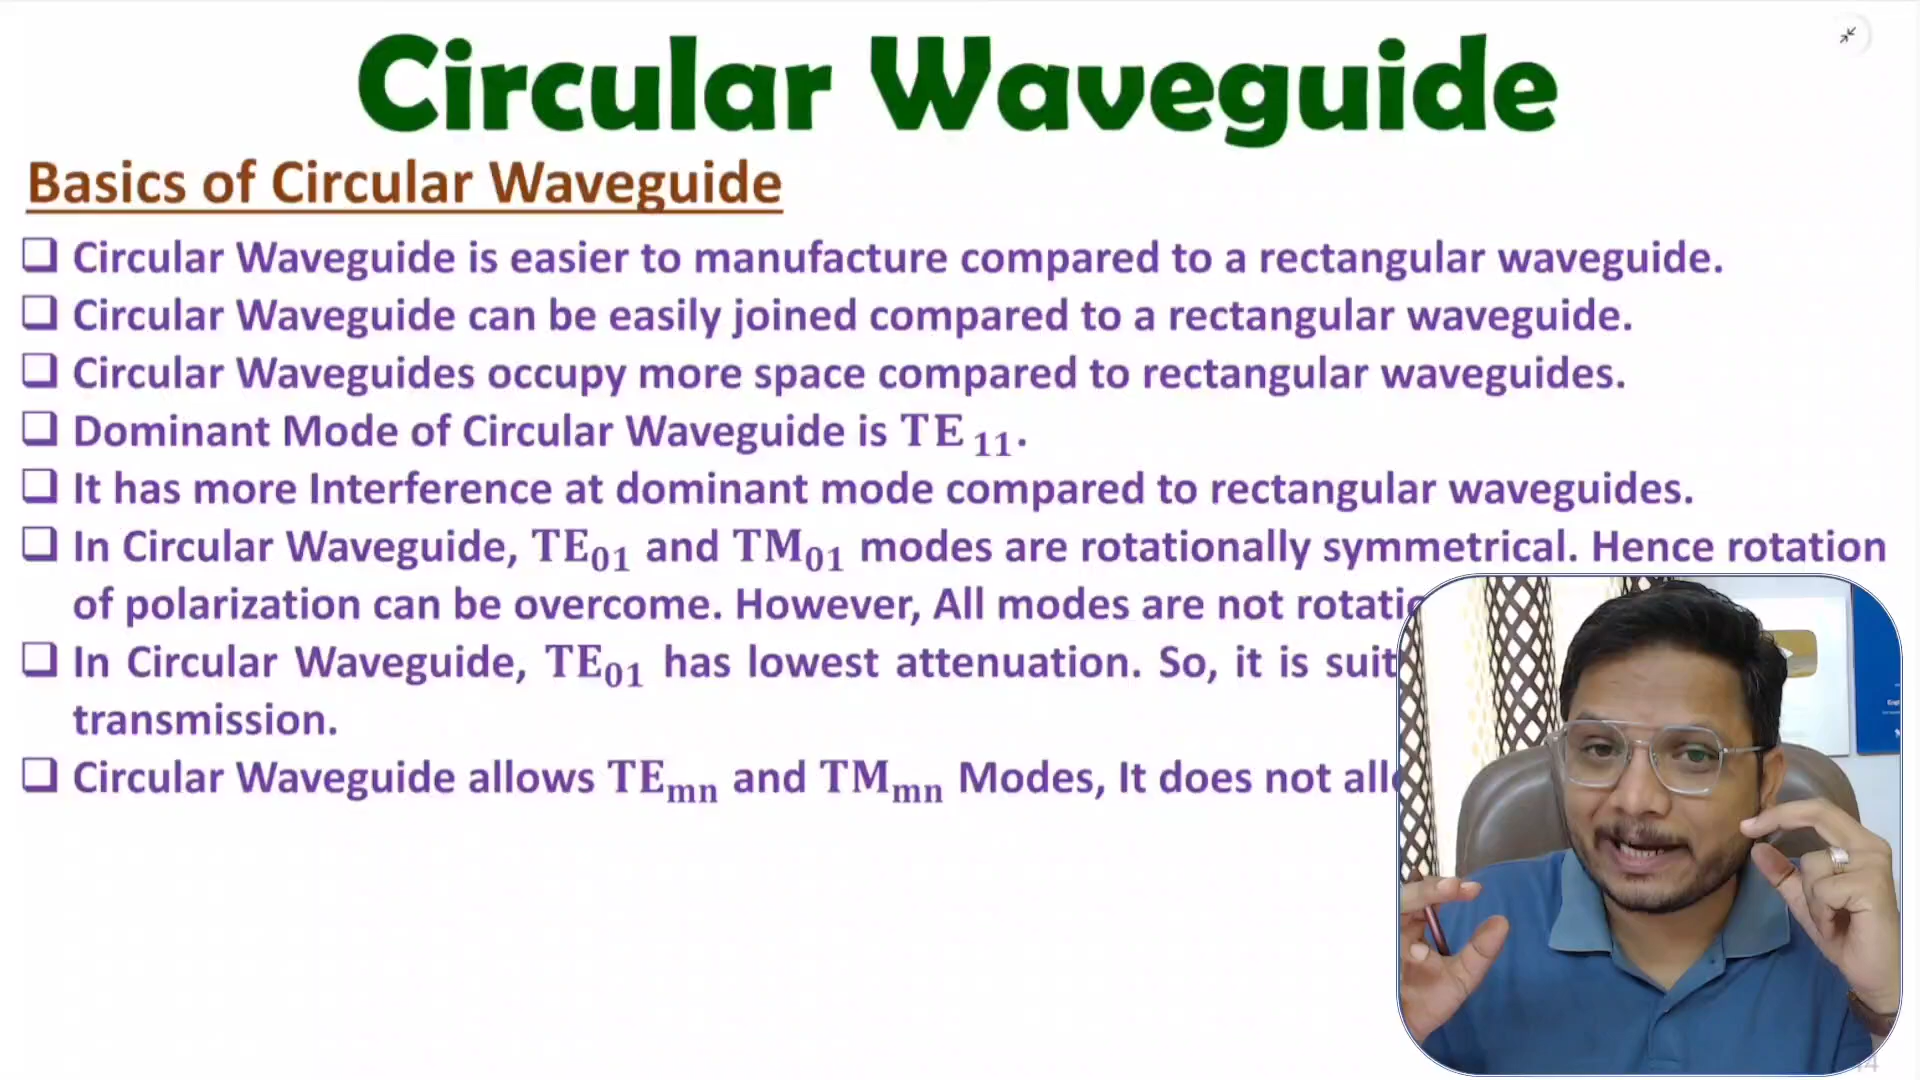 Circular Waveguide
Basics of Circular Waveguide
❑ Circular Waveguide is easier to manufacture compared to a rectangular waveguide.
❑ Circular Waveguide can be easily joined compared to a rectangular waveguide.
❑ Circular Waveguides occupy more space compared to rectangular waveguides.
❑ Dominant Mode of Circular Waveguide is TE 11.
❑ It has more Interference at dominant mode compared to rectangular waveguides.
❑ In Circular Waveguide, TE01 and TM01 modes are rotationally symmetrical. Hence rotation
of polarization can be overcome. However, All modes are not
❑ In Circular Waveguide, TE01 has lowest attenuation. So, it is
transmission.
❑ Circular Waveguide allows TEmn and TMmn Modes, It does not